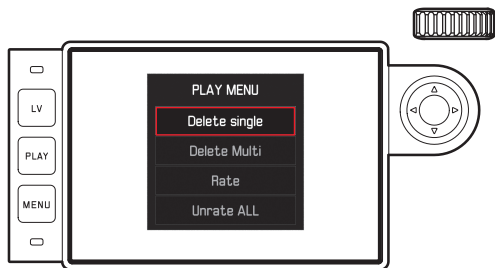 LV
PLAY
MENU
PLAY MENU
Delete single
Delete Multi
Rate
Unrate ALL